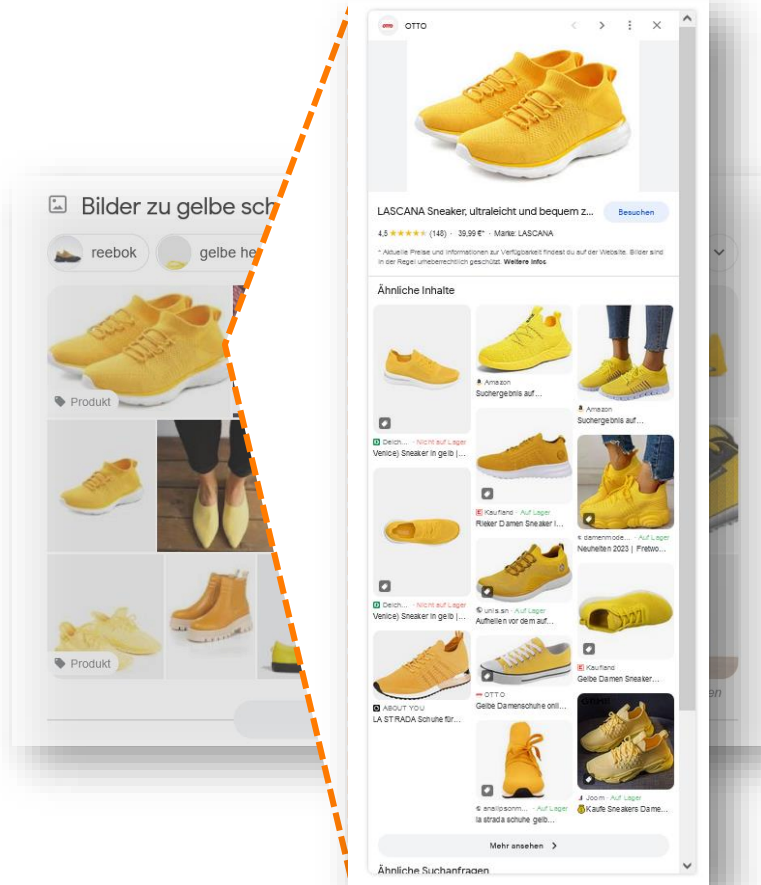 Bilder zu gelbe sch
reebok
gelbe he
Produkt
Produkt
en
OTTO
LASCANA Sneaker, ultraleicht und bequem z...
Besuchen
4,5 ★★★★★ (148) · 39,99 €* · Marke: LASCANA
* Aktuelle Preise und Informationen zur Verfügbarkeit findest du auf der Website. Bilder sind
in der Regel urheberrechtlich geschützt. Weitere Infos
Ähnliche Inhalte
Deich... · Nicht auf Lager
Venice) Sneaker in gelb |...
Deich... · Nicht auf Lager
Venice) Sneaker in gelb |...
ABOUT YOU
LA STRADA Schuhe für...
Amazon
Suchergebnis auf...
Kaufland · Auf Lager
Rieker Damen Sneaker l...
unis.sn · Auf Lager
Aufhellen vor dem auf...
OTTO
Gelbe Damenschuhe onli...
· Auf Lager
la strada schuhe gelb...
Amazon
Suchergebnis auf...
damenmode... · Auf Lager
Neuheiten 2023 | Fretwo...
Kaufland
Gelbe Damen Sneaker...
Joom · Auf Lager
Kaufe Sneakers Dame...
Mehr ansehen
Ähnliche Suchanfragen